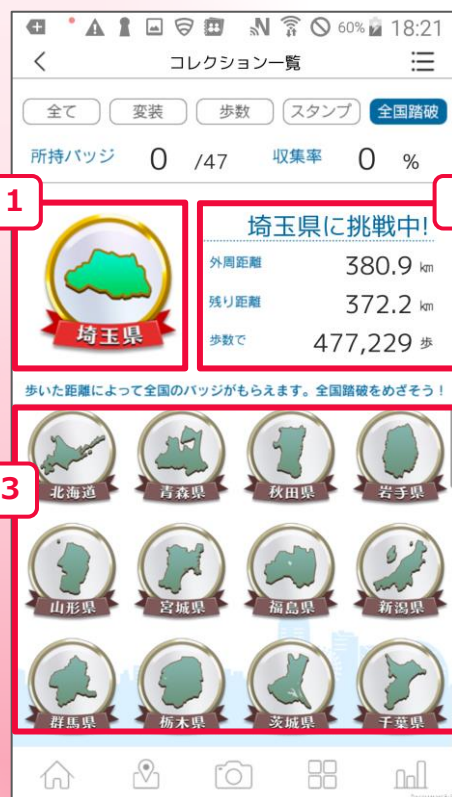 60% 18:21
コレクション一覧
全て 変装 歩数 スタンプ 全国踏破
所持バッジ 0 /47 収集率 0 %
1
埼玉県に挑戦中!
外周距離 380.9 km
残り距離 372.2 km
歩数で 477,229 歩
埼玉県
歩いた距離によって全国のバッジがもらえます。全国踏破をめざそう!
3
北海道 青森県 秋田県 岩手県
山形県 宮城県 福島県 新潟県
群馬県 栃木県 茨城県 千葉県